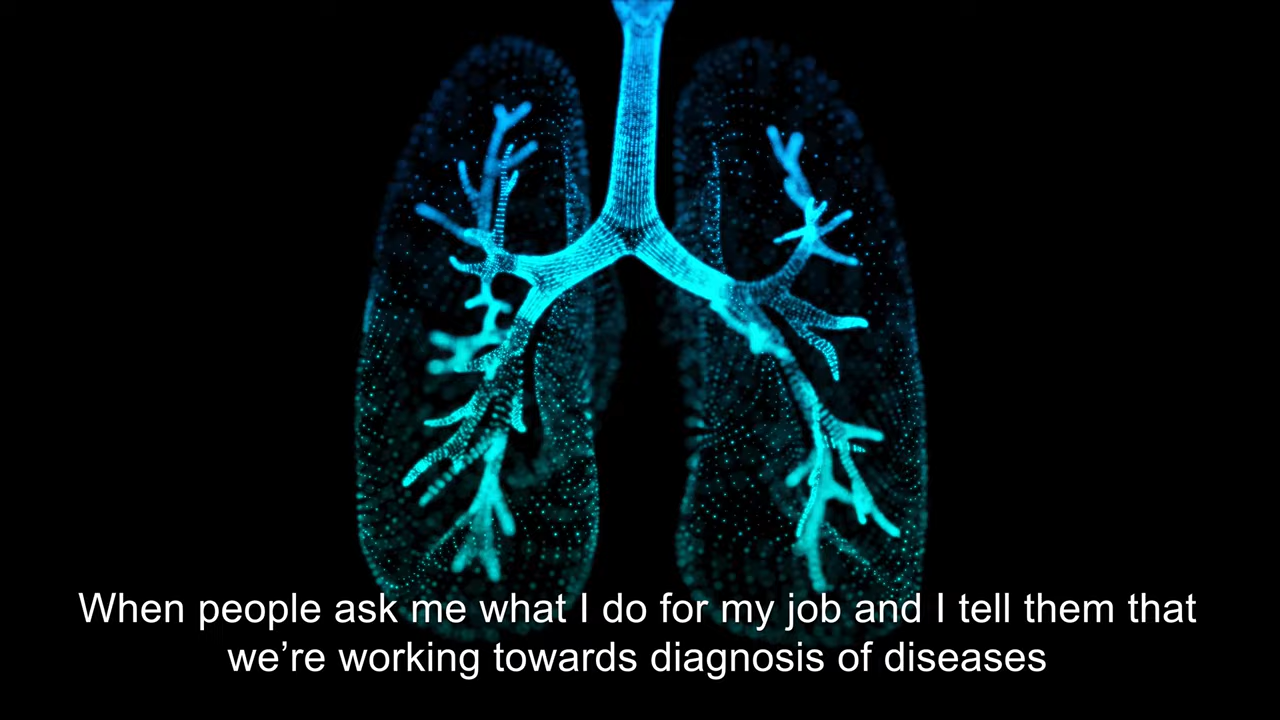 When people ask me what I do for my job and I tell them that
we’re working towards diagnosis of diseases